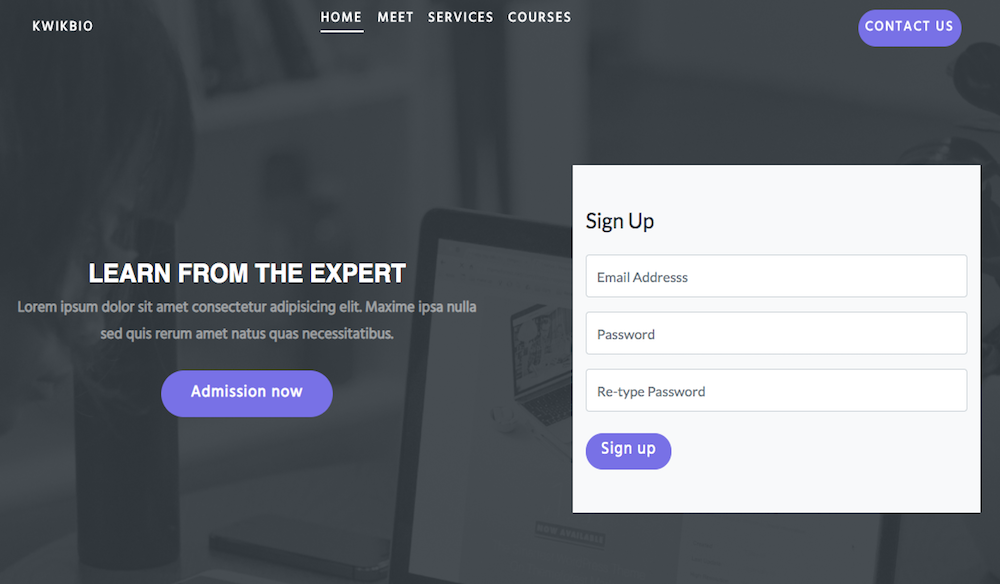 KWIKBIO
HOME MEET SERVICES COURSES
CONTACT US
LEARN FROM THE EXPERT
Lorem ipsum dolor sit amet consectetur adipisicing elit. Maxime ipsa nulla
sed quis rerum amet natus quas necessitatibus.
Admission now
Sign Up
Email Addresss
Password
Re-type Password
Sign up